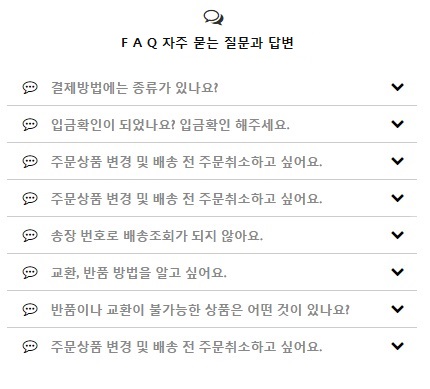 F A Q 자주 묻는 질문과 답변
결제방법에는 종류가 있나요?
입금확인이 되었나요? 입금확인 해주세요.
주문상품 변경 및 배송 전 주문취소하고 싶어요.
주문상품 변경 및 배송 전 주문취소하고 싶어요.
송장 번호로 배송조회가 되지 않아요.
교환, 반품 방법을 알고 싶어요.
반품이나 교환이 불가능한 상품은 어떤 것이 있나요?
주문상품 변경 및 배송 전 주문취소하고 싶어요.